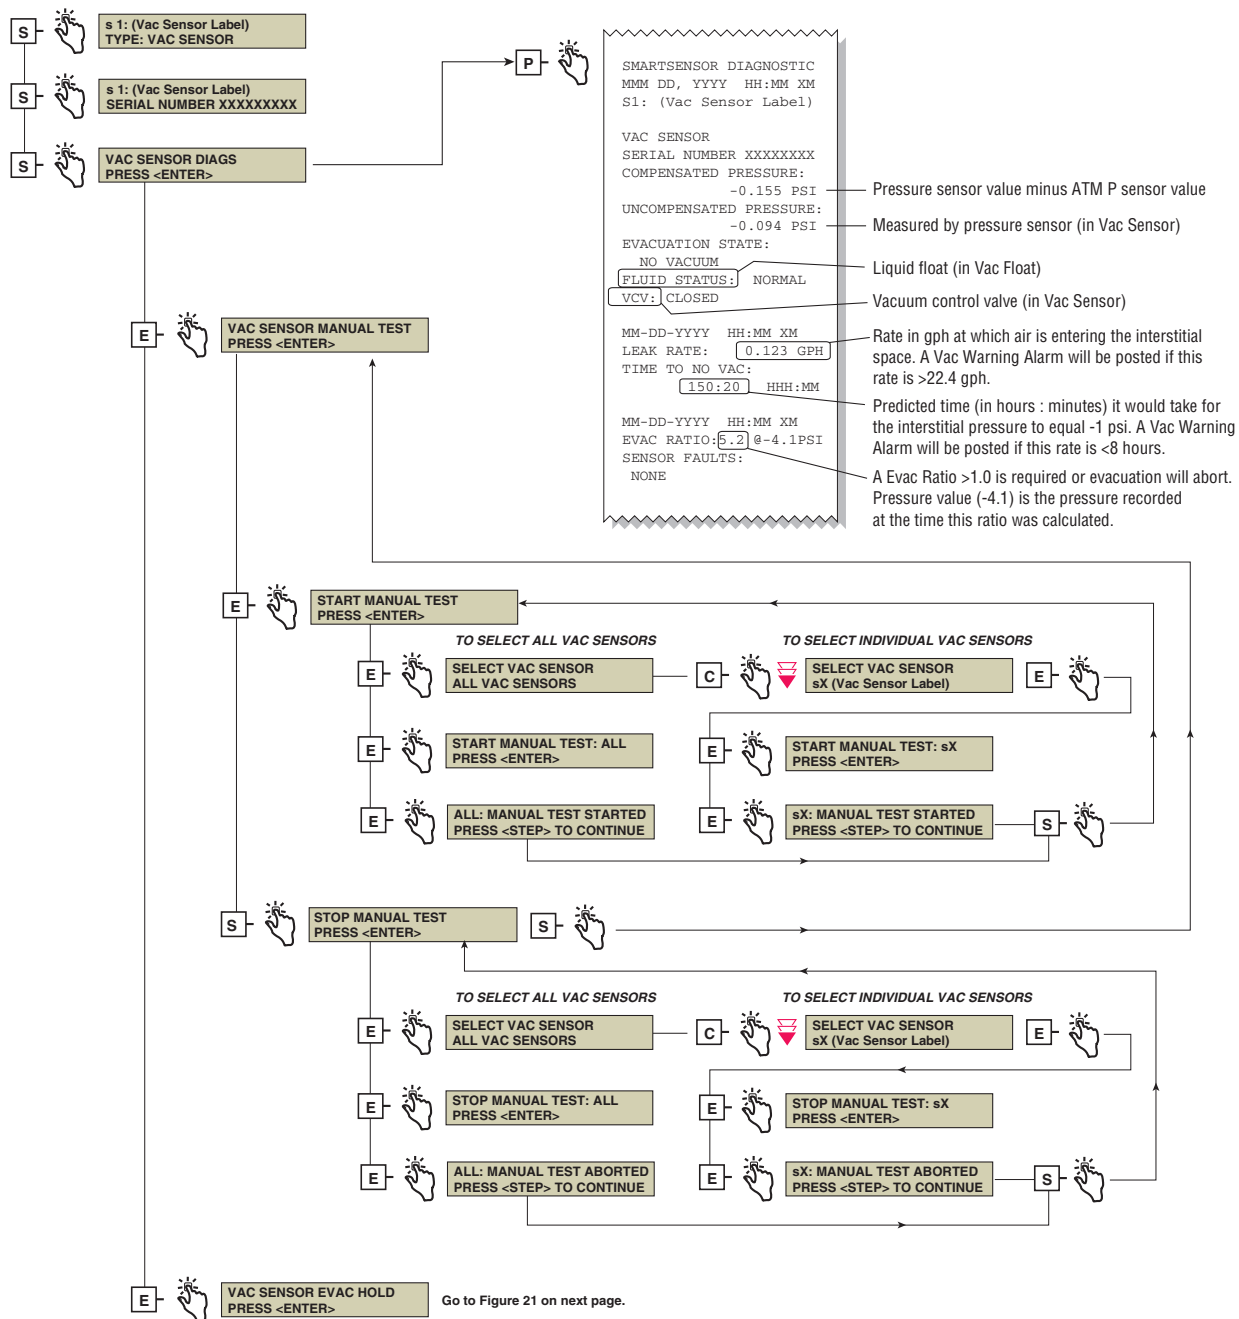 S
s 1: (Vac Sensor Label)
TYPE: VAC SENSOR
S
s 1: (Vac Sensor Label)
SERIAL NUMBER XXXXXXXXX
S
VAC SENSOR DIAGS
PRESS <ENTER>
P
SMARTSENSOR DIAGNOSTIC
MMM DD, YYYY HH:MM XM
S1: (Vac Sensor Label)
VAC SENSOR
SERIAL NUMBER XXXXXXXX
COMPENSATED PRESSURE:
-0.155 PSI
UNCOMPENSATED PRESSURE:
-0.094 PSI
EVACUATION STATE:
NO VACUUM
FLUID STATUS: NORMAL
VCV: CLOSED
MM-DD-YYYY HH:MM XM
LEAK RATE: 0.123 GPH
TIME TO NO VAC:
150:20 HHH:MM
MM-DD-YYYY HH:MM XM
EVAC RATIO:5.2 @-4.1PSI
SENSOR FAULTS:
NONE
Pressure sensor value minus ATM P sensor value
Measured by pressure sensor (in Vac Sensor)
Liquid float (in Vac Float)
Vacuum control valve (in Vac Sensor)
Rate in gph at which air is entering the interstitial
space. A Vac Warning Alarm will be posted if this
rate is >22.4 gph.
Predicted time (in hours : minutes) it would take for
the interstitial pressure to equal -1 psi. A Vac Warning
Alarm will be posted if this rate is <8 hours.
A Evac Ratio >1.0 is required or evacuation will abort.
Pressure value (-4.1) is the pressure recorded
at the time this ratio was calculated.
E
VAC SENSOR MANUAL TEST
PRESS <ENTER>
E
START MANUAL TEST
PRESS <ENTER>
TO SELECT ALL VAC SENSORS
TO SELECT INDIVIDUAL VAC SENSORS
E
SELECT VAC SENSOR
ALL VAC SENSORS
C
SELECT VAC SENSOR
sX (Vac Sensor Label)
E
E
START MANUAL TEST: ALL
PRESS <ENTER>
E
START MANUAL TEST: sX
PRESS <ENTER>
E
ALL: MANUAL TEST STARTED
PRESS <STEP> TO CONTINUE
E
sX: MANUAL TEST STARTED
PRESS <STEP> TO CONTINUE
S
S
STOP MANUAL TEST
PRESS <ENTER>
S
TO SELECT ALL VAC SENSORS
TO SELECT INDIVIDUAL VAC SENSORS
E
SELECT VAC SENSOR
ALL VAC SENSORS
C
SELECT VAC SENSOR
sX (Vac Sensor Label)
E
E
STOP MANUAL TEST: ALL
PRESS <ENTER>
E
STOP MANUAL TEST: sX
PRESS <ENTER>
E
ALL: MANUAL TEST ABORTED
PRESS <STEP> TO CONTINUE
E
sX: MANUAL TEST ABORTED
PRESS <STEP> TO CONTINUE
S
E
VAC SENSOR EVAC HOLD
PRESS <ENTER>
Go to Figure 21 on next page.